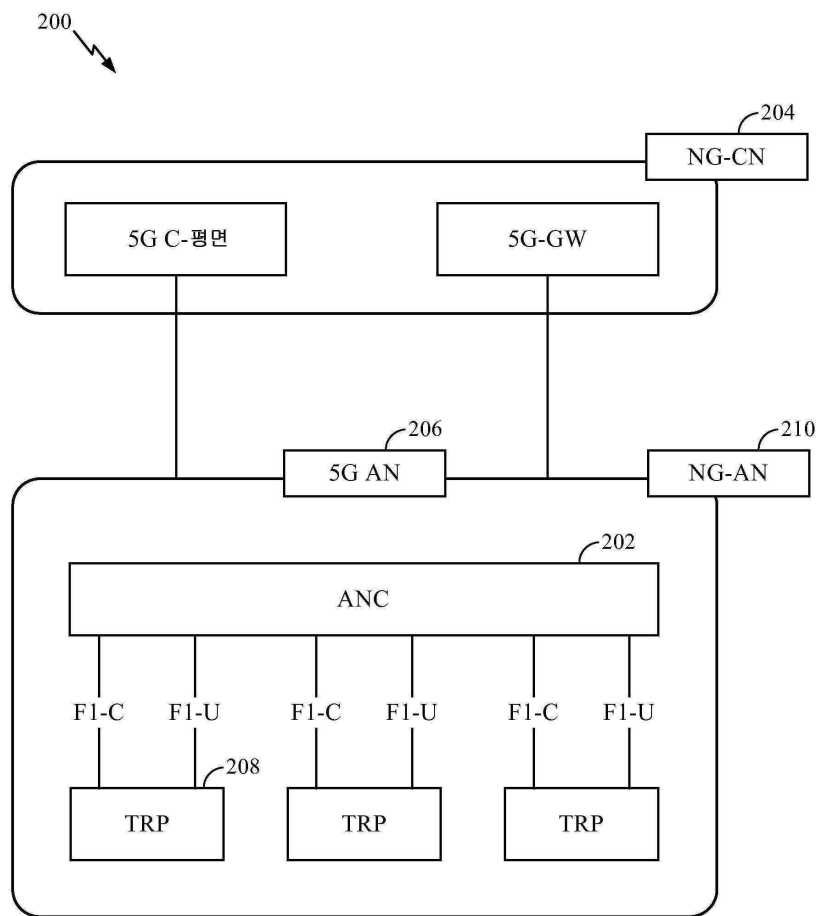 200
204
NG-CN
5G C-평면
5G-GW
206
210
5G AN
NG-AN
202
ANC
F1-C
F1-U
F1-C
F1-U
F1-C
F1-U
208
TRP
TRP
TRP